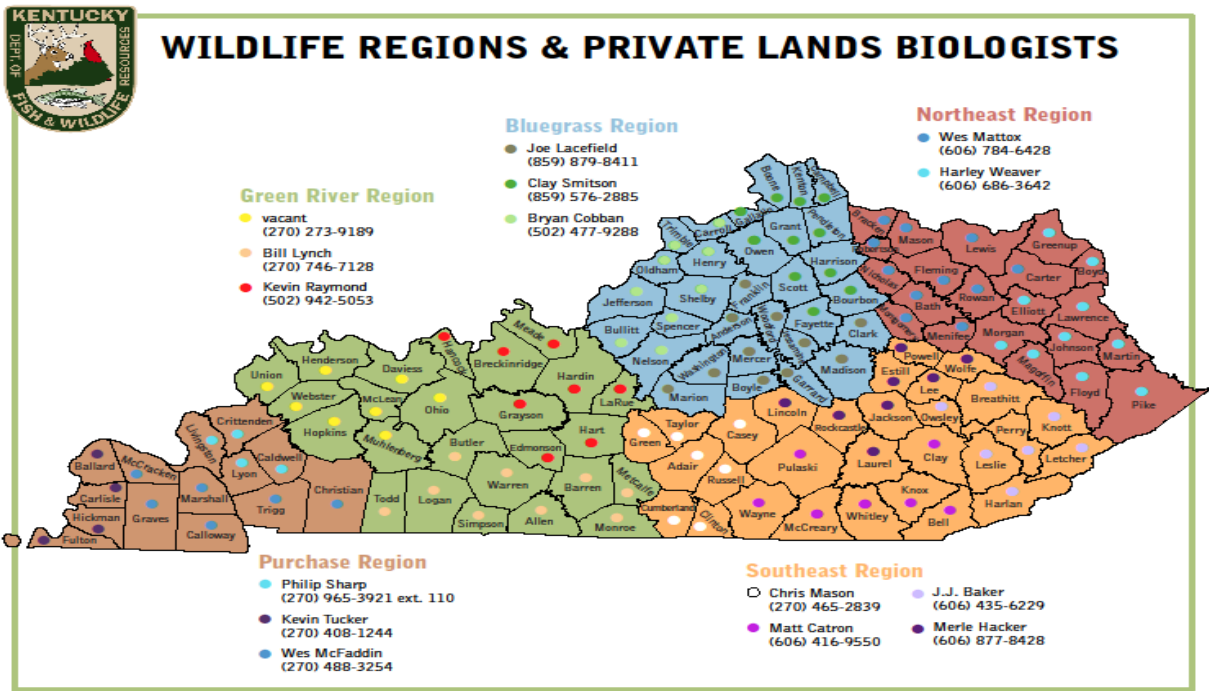 KENTUCKY
DEPT. OF
FISH & WILDLIFE
RESOURCES
WILDLIFE REGIONS & PRIVATE LANDS BIOLOGISTS
Northeast Region
Wes Mattox
(606) 784-6428
Harley Weaver
(606) 686-3642
Bluegrass Region
Joe Lacefield
(859) 879-8411
Clay Smitson
(859) 576-2885
Bryan Cobban
(502) 477-9288
Green River Region
vacant
(270) 273-9189
Bill Lynch
(270) 746-7128
Kevin Raymond
(502) 942-5053
Boone
Kenton
Campbell
Trimble
Carroll
Gallatin
Grant
Pendleton
Owen
Oldham
Henry
Harrison
Jefferson
Shelby
Franklin
Scott
Bourbon
Bullitt
Spencer
Anderson
Woodford
Fayette
Clark
Nelson
Washington
Mercer
Jessamine
Madison
Marion
Boyle
Garrard
Bracken
Mason
Robertson
Lewis
Greenup
Nicholas
Fleming
Carter
Boyd
Bath
Rowan
Elliott
Lawrence
Montgomery
Menifee
Morgan
Johnson
Martin
Magoffin
Floyd
Pike
Meade
Hancock
Breckinridge
Henderson
Daviess
Union
Hardin
Webster
McLean
Ohio
LaRue
Grayson
Hopkins
Muhlenberg
Butler
Edmonson
Hart
Warren
Barren
Metcalfe
Todd
Logan
Simpson
Allen
Monroe
Crittenden
Livingston
Ballard
McCracken
Lyon
Caldwell
Carlisle
Marshall
Trigg
Christian
Hickman
Graves
Fulton
Calloway
Powell
Wolfe
Estill
Lee
Breathitt
Lincoln
Rockcastle
Jackson
Owsley
Taylor
Green
Casey
Perry
Knott
Adair
Pulaski
Laurel
Clay
Leslie
Letcher
Russell
Knox
Harlan
Cumberland
Clinton
Wayne
McCreary
Whitley
Bell
Purchase Region
Philip Sharp
(270) 965-3921 ext. 110
Kevin Tucker
(270) 408-1244
Wes McFaddin
(270) 488-3254
Southeast Region
Chris Mason
(270) 465-2839
Matt Catron
(606) 416-9550
J.J. Baker
(606) 435-6229
Merle Hacker
(606) 877-8428